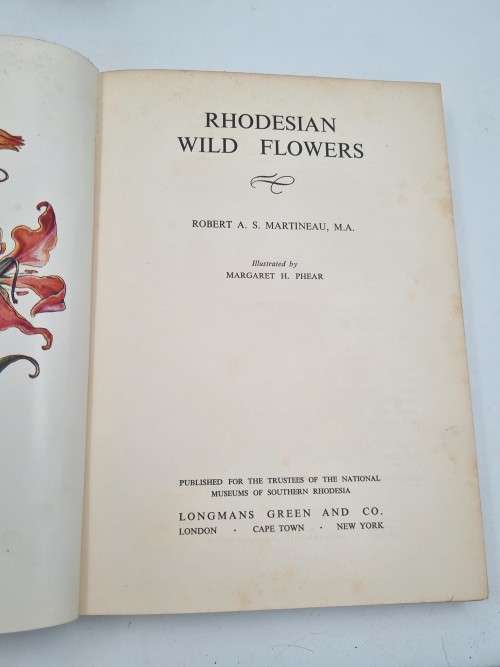 RHODESIAN
WILD FLOWERS
ROBERT A. S. MARTINEAU, M.A.
Illustrated by
MARGARET H. PHEAR
PUBLISHED FOR THE TRUSTEES OF THE NATIONAL
MUSEUMS OF SOUTHERN RHODESIA
LONGMANS GREEN AND CO.
LONDON · CAPE TOWN · NEW YORK